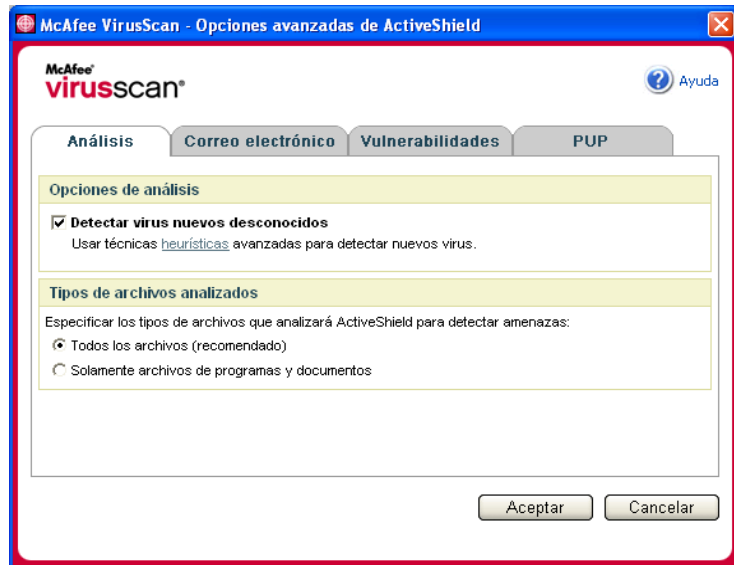 McAfee VirusScan - Opciones avanzadas de ActiveShield
McAfee®
virusscan®
Ayuda
Análisis
Correo electrónico
Vulnerabilidades
PUP
Opciones de análisis
Detectar virus nuevos desconocidos
Usar técnicas heurísticas avanzadas para detectar nuevos virus.
Tipos de archivos analizados
Especificar los tipos de archivos que analizará ActiveShield para detectar amenazas:
Todos los archivos (recomendado)
Solamente archivos de programas y documentos
Aceptar
Cancelar